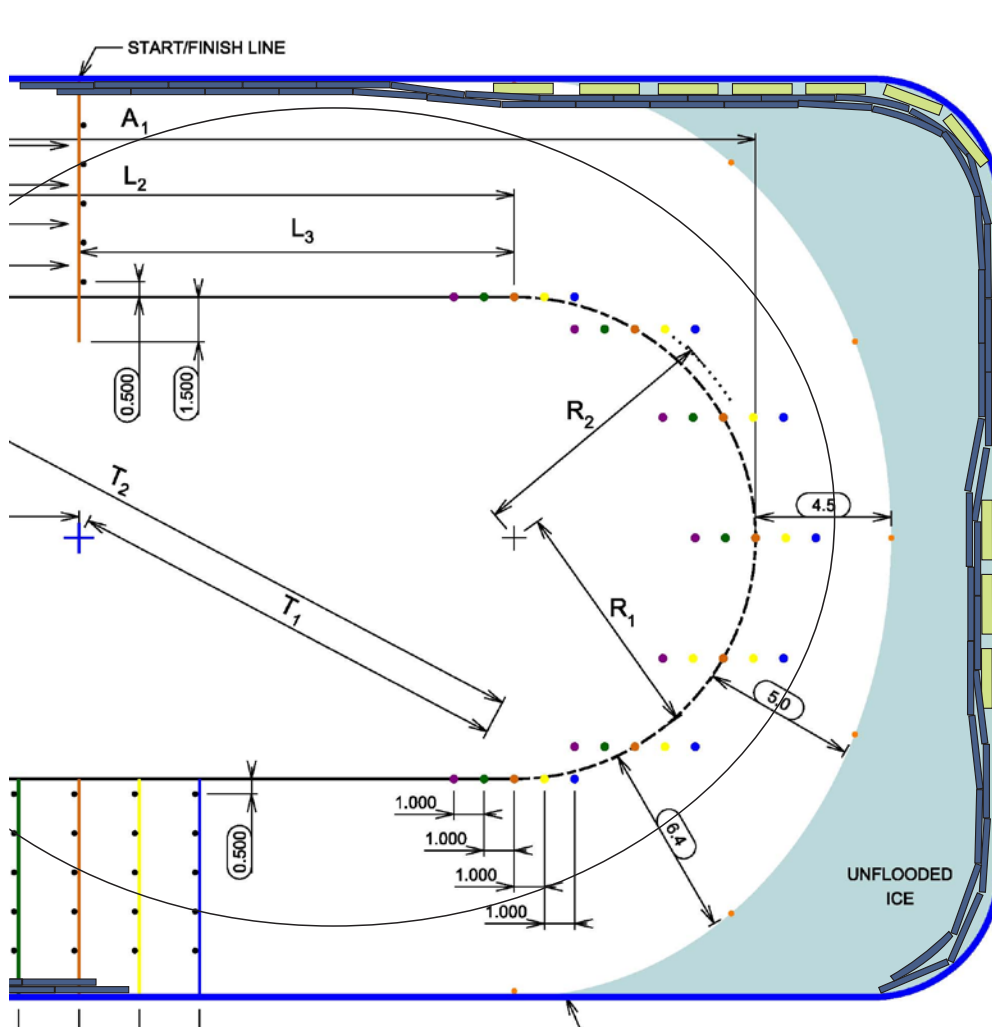 START/FINISH LINE
A1
L2
L3
0.500
1.500
R2
T2
4.5
T1
R1
5.0
1.000
1.000
0.500
6.4
1.000
1.000
UNFLOODED
ICE